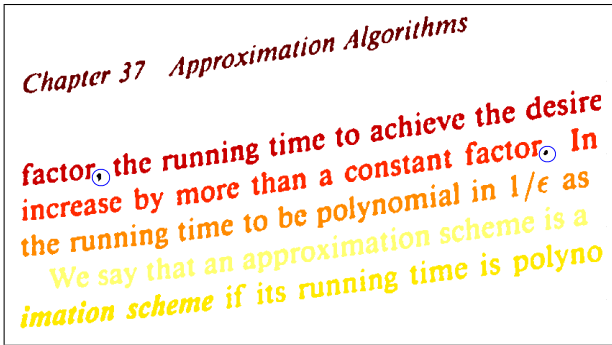 Chapter 37 Approximation Algorithms
factor, the running time to achieve the desire
increase by more than a constant factor. In
the running time to be polynomial in 1/ϵ as
We say that an approximation scheme is a
imation scheme if its running time is polyno